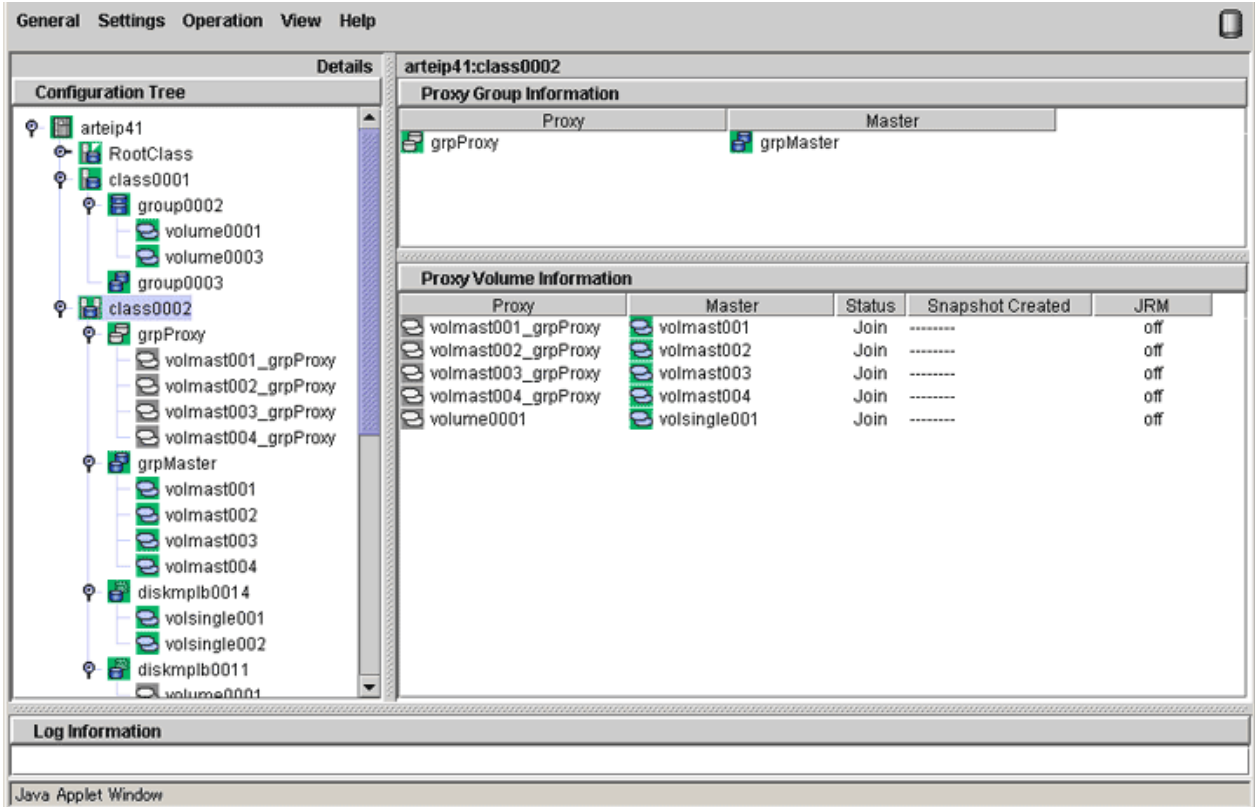 General Settings Operation View Help
Details
Configuration Tree
arteip41
RootClass
class0001
group0002
volume0001
volume0003
group0003
class0002
grpProxy
volmast001_grpProxy
volmast002_grpProxy
volmast003_grpProxy
volmast004_grpProxy
grpMaster
volmast001
volmast002
volmast003
volmast004
diskmplb0014
volsingle001
volsingle002
diskmplb0011
volume0001
arteip41:class0002
Proxy Group Information
Proxy Master
grpProxy grpMaster
Proxy Volume Information
Proxy Master Status Snapshot Created JRM
volmast001_grpProxy volmast001 Join -------- off
volmast002_grpProxy volmast002 Join -------- off
volmast003_grpProxy volmast003 Join -------- off
volmast004_grpProxy volmast004 Join -------- off
volume0001 volsingle001 Join -------- off
Log Information
Java Applet Window